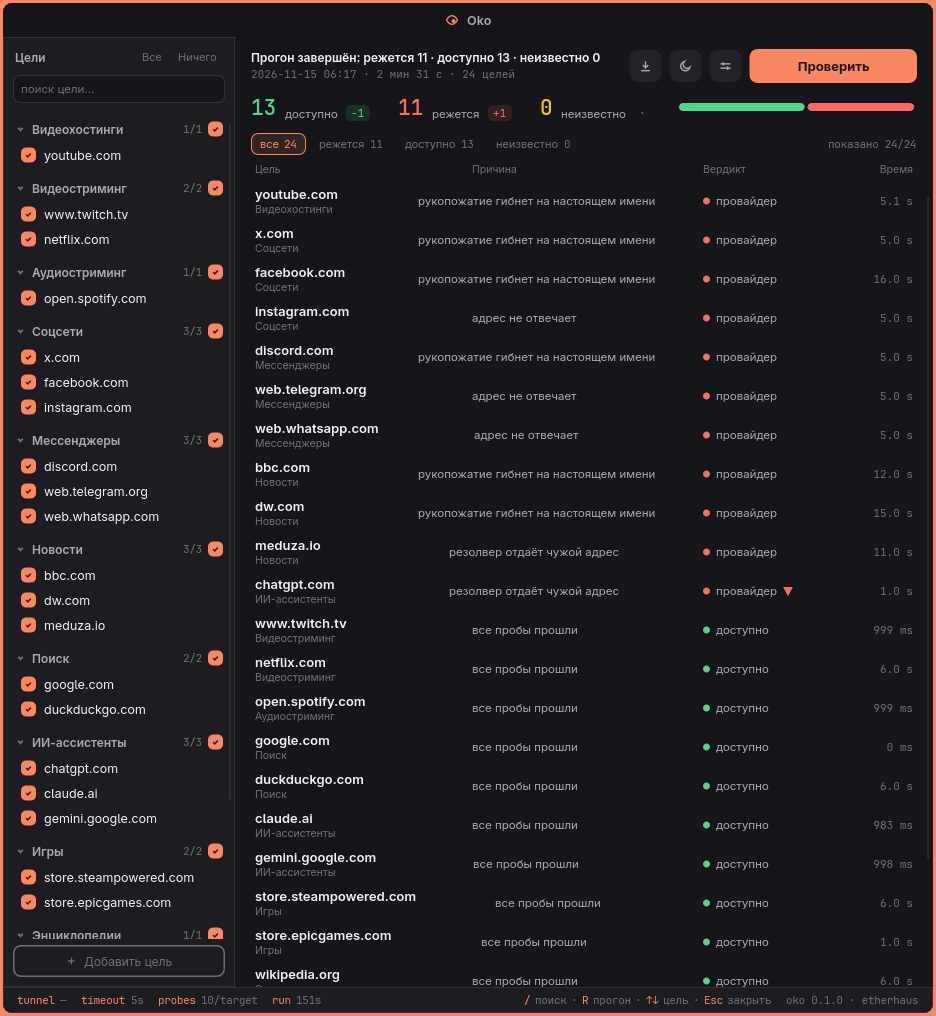 Oko
Цели Все Ничего
поиск цели...
Видеохостинги 1/1
youtube.com
Видеостриминг 2/2
www.twitch.tv
netflix.com
Аудиостриминг 1/1
open.spotify.com
Соцсети 3/3
x.com
facebook.com
instagram.com
Мессенджеры 3/3
discord.com
web.telegram.org
web.whatsapp.com
Новости 3/3
bbc.com
dw.com
meduza.io
Поиск 2/2
google.com
duckduckgo.com
ИИ-ассистенты 3/3
chatgpt.com
claude.ai
gemini.google.com
Игры 2/2
store.steampowered.com
store.epicgames.com
Энциклопедии 1/1
+ Добавить цель
Прогон завершён: режется 11 · доступно 13 · неизвестно 0
2026-11-15 06:17 · 2 мин 31 с · 24 целей
Проверить
13 доступно -1 11 режется +1 0 неизвестно ·
все 24 режется 11 доступно 13 неизвестно 0 показано 24/24
Цель Причина Вердикт Время
youtube.com
Видеохостинги
рукопожатие гибнет на настоящем имени провайдер 5.1 s
x.com
Соцсети
рукопожатие гибнет на настоящем имени провайдер 5.0 s
facebook.com
Соцсети
рукопожатие гибнет на настоящем имени провайдер 16.0 s
instagram.com
Соцсети
адрес не отвечает провайдер 5.0 s
discord.com
Мессенджеры
рукопожатие гибнет на настоящем имени провайдер 5.0 s
web.telegram.org
Мессенджеры
адрес не отвечает провайдер 5.0 s
web.whatsapp.com
Мессенджеры
адрес не отвечает провайдер 5.0 s
bbc.com
Новости
рукопожатие гибнет на настоящем имени провайдер 12.0 s
dw.com
Новости
рукопожатие гибнет на настоящем имени провайдер 15.0 s
meduza.io
Новости
резолвер отдаёт чужой адрес провайдер 11.0 s
chatgpt.com
ИИ-ассистенты
резолвер отдаёт чужой адрес провайдер ▼ 1.0 s
www.twitch.tv
Видеостриминг
все пробы прошли доступно 999 ms
netflix.com
Видеостриминг
все пробы прошли доступно 6.0 s
open.spotify.com
Аудиостриминг
все пробы прошли доступно 999 ms
google.com
Поиск
все пробы прошли доступно 0 ms
duckduckgo.com
Поиск
все пробы прошли доступно 6.0 s
claude.ai
ИИ-ассистенты
все пробы прошли доступно 983 ms
gemini.google.com
ИИ-ассистенты
все пробы прошли доступно 998 ms
store.steampowered.com
Игры
все пробы прошли доступно 6.0 s
store.epicgames.com
Игры
все пробы прошли доступно 1.0 s
wikipedia.org
все пробы прошли доступно 6.0 s
tunnel — timeout 5s probes 10/target run 151s / поиск · R прогон · ↑↓ цель · Esc закрыть oko 0.1.0 · etherhaus